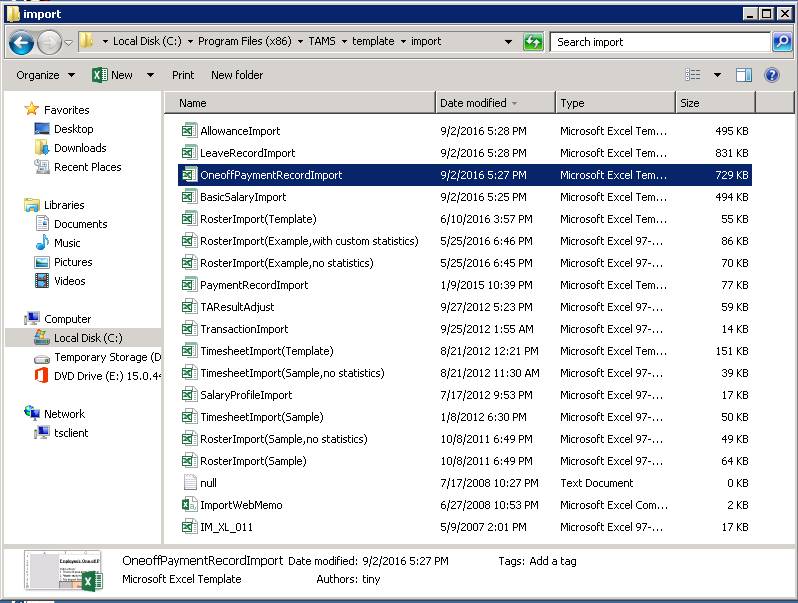 import
Local Disk (C:) Program Files (x86) TAMS template import Search import
Organize New Print New folder
Name Date modified Type Size
Favorites
Desktop
Downloads
Recent Places
Libraries
Documents
Music
Pictures
Videos
Computer
Local Disk (C:)
Temporary Storage (D
DVD Drive (E:) 15.0.44
Network
tsclient
AllowanceImport 9/2/2016 5:28 PM Microsoft Excel Tem... 495 KB
LeaveRecordImport 9/2/2016 5:28 PM Microsoft Excel Tem... 831 KB
OneoffPaymentRecordImport 9/2/2016 5:27 PM Microsoft Excel Tem... 729 KB
BasicSalaryImport 9/2/2016 5:25 PM Microsoft Excel Tem... 494 KB
RosterImport(Template) 6/10/2016 3:57 PM Microsoft Excel Tem... 55 KB
RosterImport(Example,with custom statistics) 5/25/2016 6:46 PM Microsoft Excel 97-... 86 KB
RosterImport(Example,no statistics) 5/25/2016 6:45 PM Microsoft Excel 97-... 70 KB
PaymentRecordImport 1/9/2015 10:39 PM Microsoft Excel Tem... 77 KB
TAResultAdjust 9/27/2012 5:23 PM Microsoft Excel 97-... 59 KB
TransactionImport 9/25/2012 1:55 AM Microsoft Excel 97-... 14 KB
TimesheetImport(Template) 8/21/2012 12:21 PM Microsoft Excel Tem... 151 KB
TimesheetImport(Sample,no statistics) 8/21/2012 11:30 AM Microsoft Excel 97-... 39 KB
SalaryProfileImport 7/17/2012 9:53 PM Microsoft Excel 97-... 17 KB
TimesheetImport(Sample) 1/8/2012 6:30 PM Microsoft Excel 97-... 50 KB
RosterImport(Sample,no statistics) 10/8/2011 6:49 PM Microsoft Excel 97-... 49 KB
RosterImport(Sample) 10/8/2011 6:49 PM Microsoft Excel 97-... 64 KB
null 7/17/2008 10:27 PM Text Document 0 KB
ImportWebMemo 6/27/2008 10:53 PM Microsoft Excel Com... 2 KB
IM_XL_011 5/9/2007 2:01 PM Microsoft Excel 97-... 17 KB
OneoffPaymentRecordImport Date modified: 9/2/2016 5:27 PM Tags: Add a tag
Microsoft Excel Template Authors: tiny